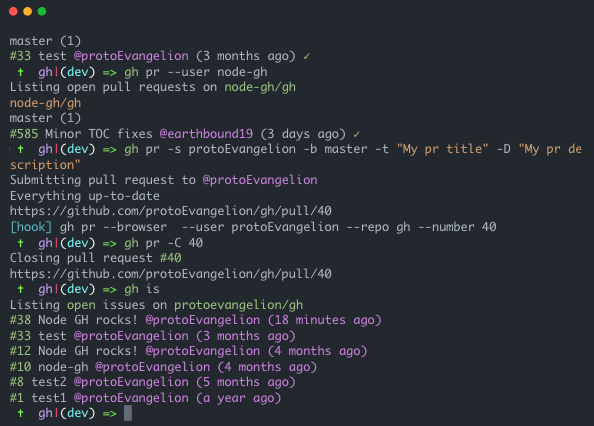 master (1)
#33 test @protoEvangelion (3 months ago) ✓
✝ gh|(dev) => gh pr --user node-gh
Listing open pull requests on node-gh/gh
node-gh/gh
master (1)
#585 Minor TOC fixes @earthbound19 (3 days ago) ✓
✝ gh|(dev) => gh pr -s protoEvangelion -b master -t "My pr title" -D "My pr de
scription"
Submitting pull request to @protoEvangelion
Everything up-to-date
https://github.com/protoEvangelion/gh/pull/40
[hook] gh pr --browser  --user protoEvangelion --repo gh --number 40
✝ gh|(dev) => gh pr -C 40
Closing pull request #40
https://github.com/protoEvangelion/gh/pull/40
✝ gh|(dev) => gh is
Listing open issues on protoevangelion/gh
#38 Node GH rocks! @protoEvangelion (18 minutes ago)
#33 test @protoEvangelion (3 months ago)
#12 Node GH rocks! @protoEvangelion (4 months ago)
#10 node-gh @protoEvangelion (4 months ago)
#8 test2 @protoEvangelion (5 months ago)
#1 test1 @protoEvangelion (a year ago)
✝ gh|(dev) =>